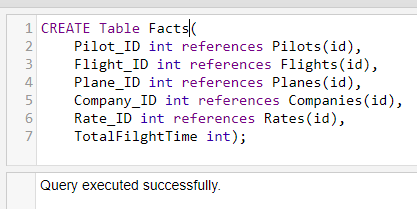 1 CREATE Table Facts(
2 Pilot_ID int references Pilots(id),
3 Flight_ID int references Flights(id),
4 Plane_ID int references Planes(id),
5 Company_ID int references Companies(id),
6 Rate_ID int references Rates(id),
7 TotalFilghtTime int);
Query executed successfully.